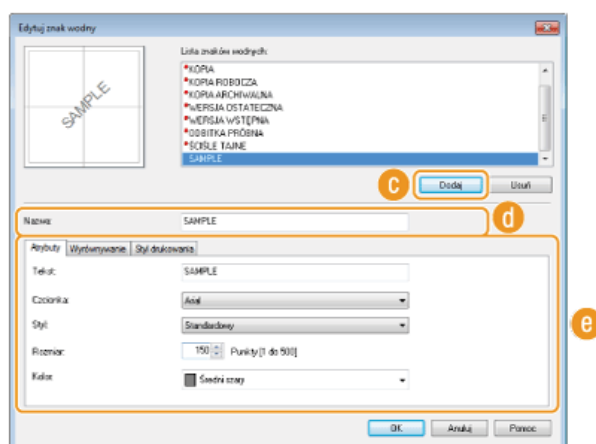 Edytuj znak wodny
Lista znaków wodnych:
SAMPLE
*KOPIA
*KOPIA ROBOCZA
*KOPIA ARCHIWALNA
*WERSJA OSTATECZNA
*WERSJA WSTĘPNA
*ODBITKA PRÓBNA
*ŚCIŚLE TAJNE
SAMPLE
c Dodaj Usuń
Nazwa: SAMPLE d
Atrybuty Wyrównywanie Styl drukowania
Tekst: SAMPLE
Czcionka: Arial
Styl: Standardowy
e
Rozmiar: 150 Punkty [1 do 500]
Kolor: Średni szary
OK Anuluj Pomoc